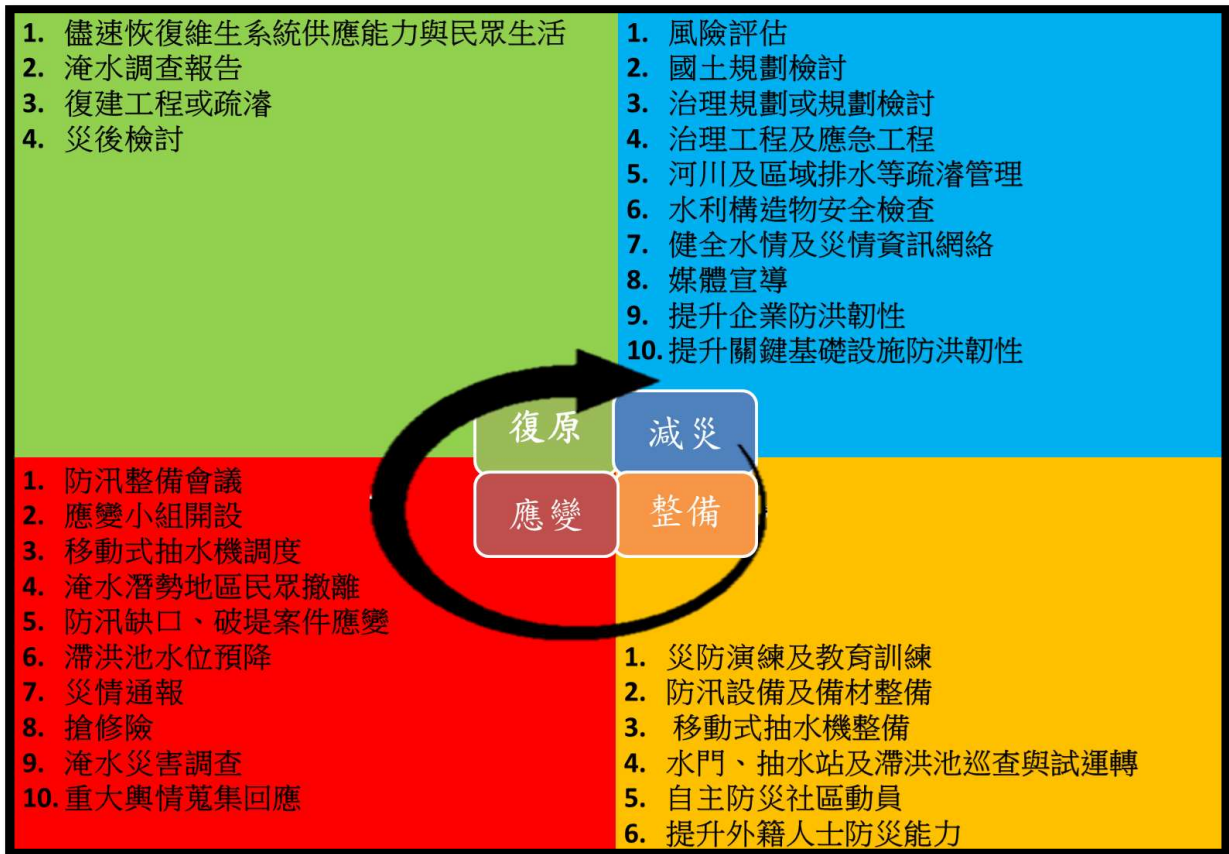 1. 儘速恢復維生系統供應能力與民眾生活
2. 淹水調查報告
3. 復建工程或疏濬
4. 災後檢討
1. 風險評估
2. 國土規劃檢討
3. 治理規劃或規劃檢討
4. 治理工程及應急工程
5. 河川及區域排水等疏濬管理
6. 水利構造物安全檢查
7. 健全水情及災情資訊網絡
8. 媒體宣導
9. 提升企業防洪韌性
10. 提升關鍵基礎設施防洪韌性
復原
減災
應變
整備
1. 防汛整備會議
2. 應變小組開設
3. 移動式抽水機調度
4. 淹水潛勢地區民眾撤離
5. 防汛缺口、破堤案件應變
6. 滯洪池水位預降
7. 災情通報
8. 搶修險
9. 淹水災害調查
10. 重大輿情蒐集回應
1. 災防演練及教育訓練
2. 防汛設備及備材整備
3. 移動式抽水機整備
4. 水門、抽水站及滯洪池巡查與試運轉
5. 自主防災社區動員
6. 提升外籍人士防災能力